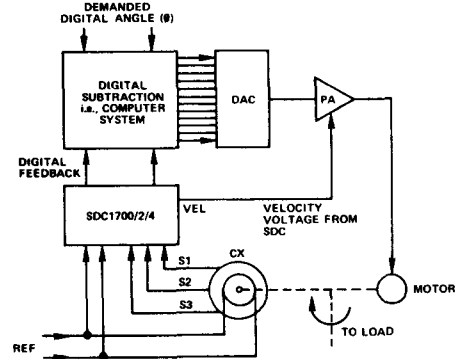 DEMANDED
DIGITAL ANGLE (θ)
DIGITAL
SUBTRACTION
i.e., COMPUTER
SYSTEM
DAC
PA
DIGITAL
FEEDBACK
SDC1700/2/4
VEL
VELOCITY
VOLTAGE FROM
SDC
S1
CX
S2
S3
MOTOR
TO LOAD
REF